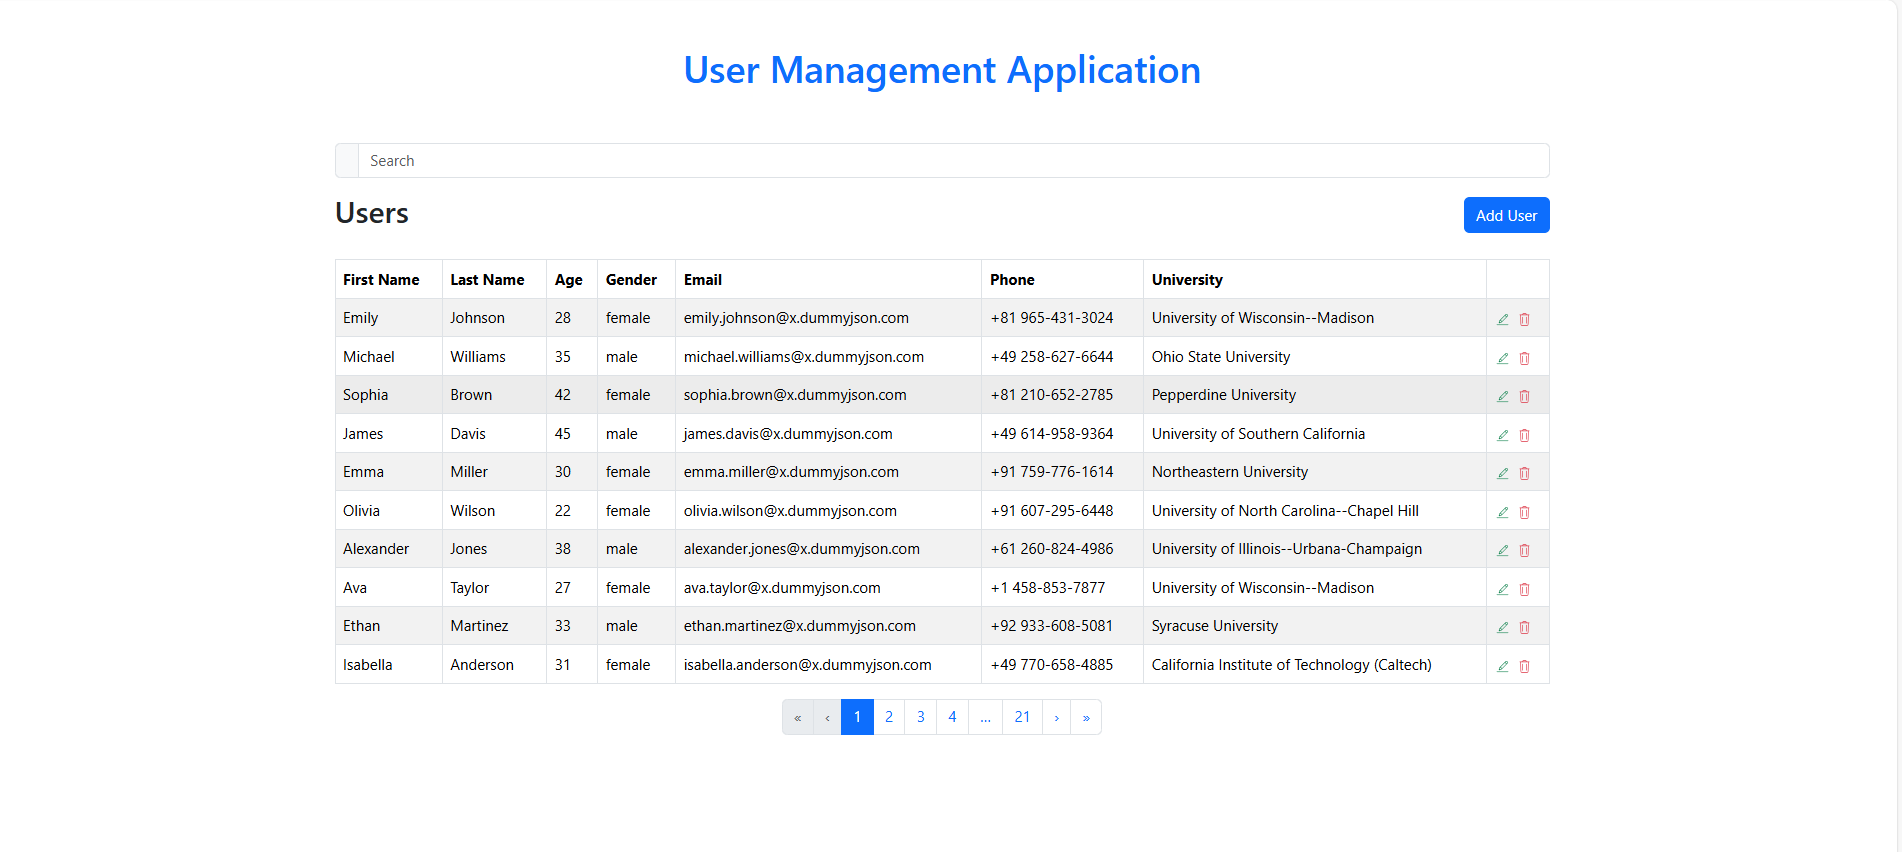 User Management Application
Search
Users
Add User
First Name Last Name Age Gender Email Phone University
Emily Johnson 28 female emily.johnson@x.dummyjson.com +81 965-431-3024 University of Wisconsin--Madison
Michael Williams 35 male michael.williams@x.dummyjson.com +49 258-627-6644 Ohio State University
Sophia Brown 42 female sophia.brown@x.dummyjson.com +81 210-652-2785 Pepperdine University
James Davis 45 male james.davis@x.dummyjson.com +49 614-958-9364 University of Southern California
Emma Miller 30 female emma.miller@x.dummyjson.com +91 759-776-1614 Northeastern University
Olivia Wilson 22 female olivia.wilson@x.dummyjson.com +91 607-295-6448 University of North Carolina--Chapel Hill
Alexander Jones 38 male alexander.jones@x.dummyjson.com +61 260-824-4986 University of Illinois--Urbana-Champaign
Ava Taylor 27 female ava.taylor@x.dummyjson.com +1 458-853-7877 University of Wisconsin--Madison
Ethan Martinez 33 male ethan.martinez@x.dummyjson.com +92 933-608-5081 Syracuse University
Isabella Anderson 31 female isabella.anderson@x.dummyjson.com +49 770-658-4885 California Institute of Technology (Caltech)
« ‹ 1 2 3 4 ... 21 › »